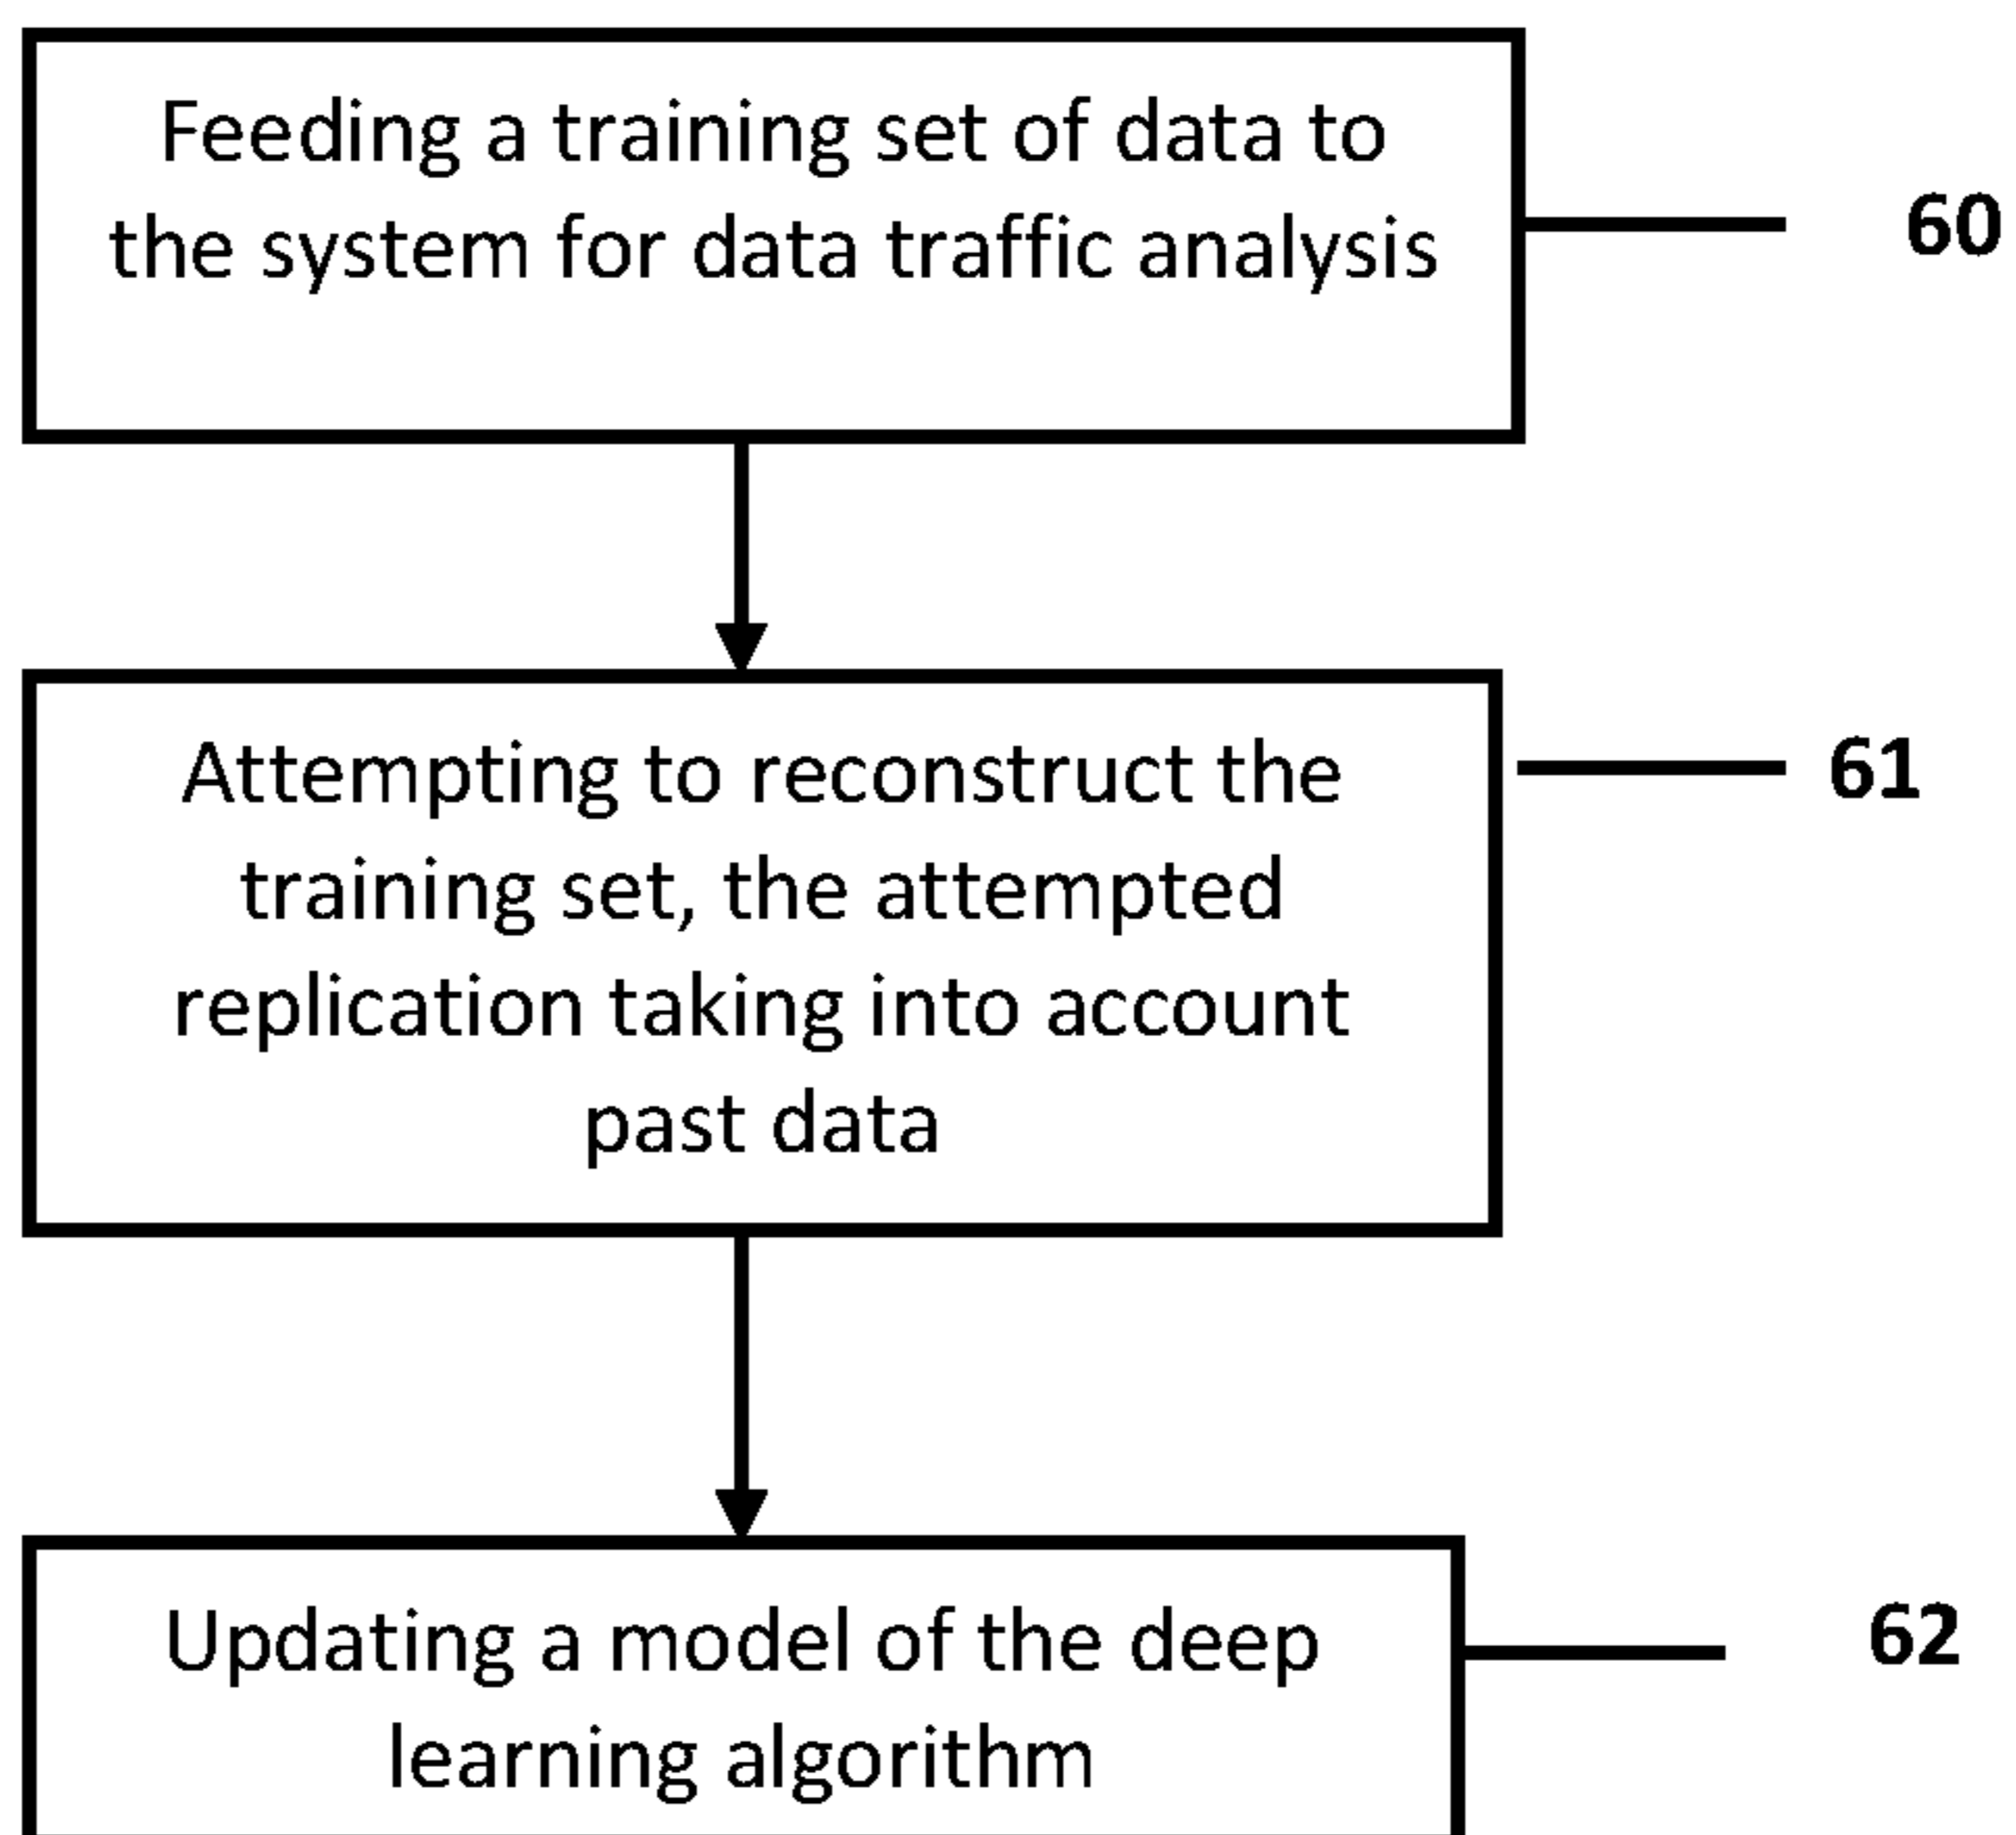 Feeding a training set of data to
the system for data traffic analysis
60
Attempting to reconstruct the
training set, the attempted
replication taking into account
past data
61
Updating a model of the deep
learning algorithm
62